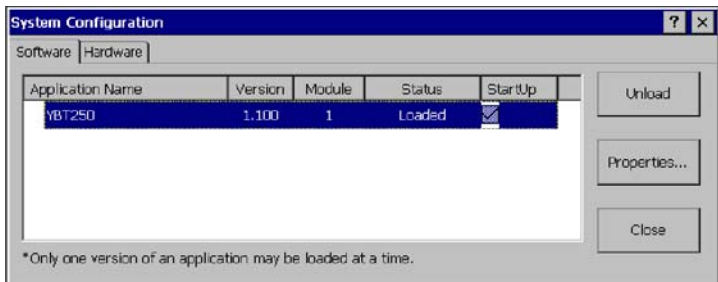 System Configuration ? ×
Software Hardware
Application Name Version Module Status StartUp Unload
YBT250 1.100 1 Loaded
Properties...
Close
*Only one version of an application may be loaded at a time.